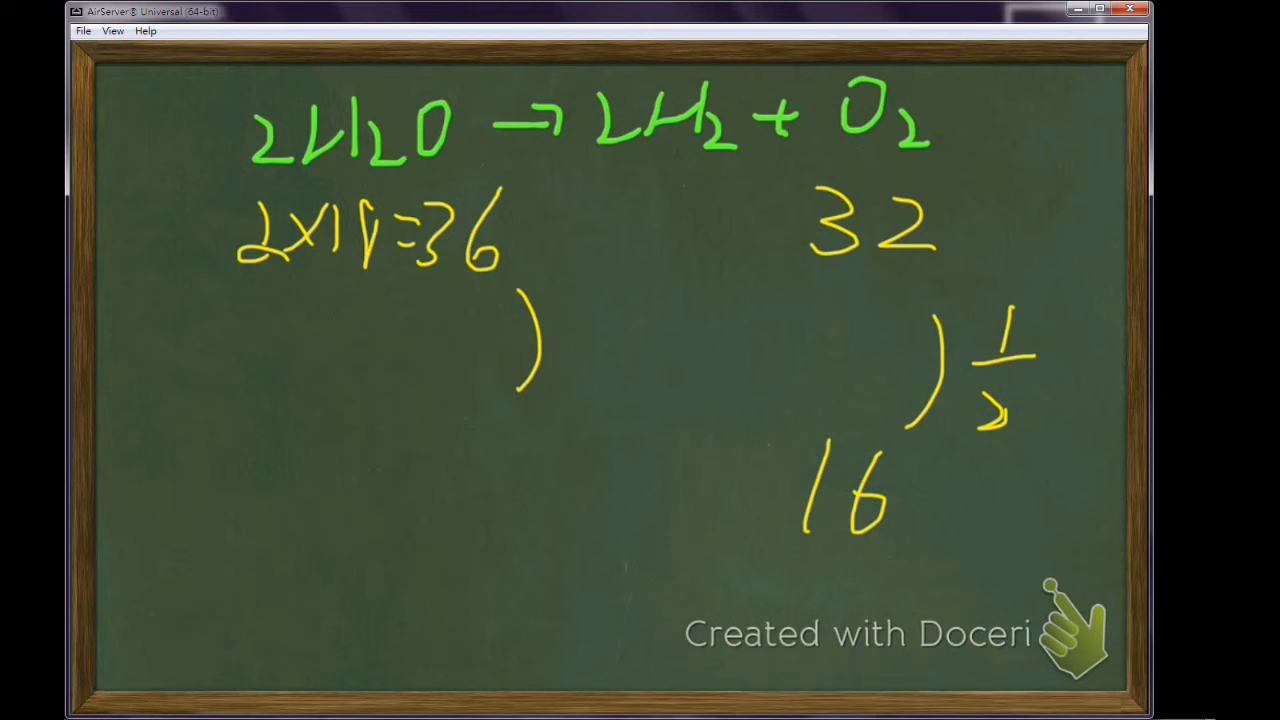 AirServer® Universal (64-bit)
File View Help
2H2O → 2H2 + O2
2×18=36 32
) ) 1/2
16
Created with Doceri